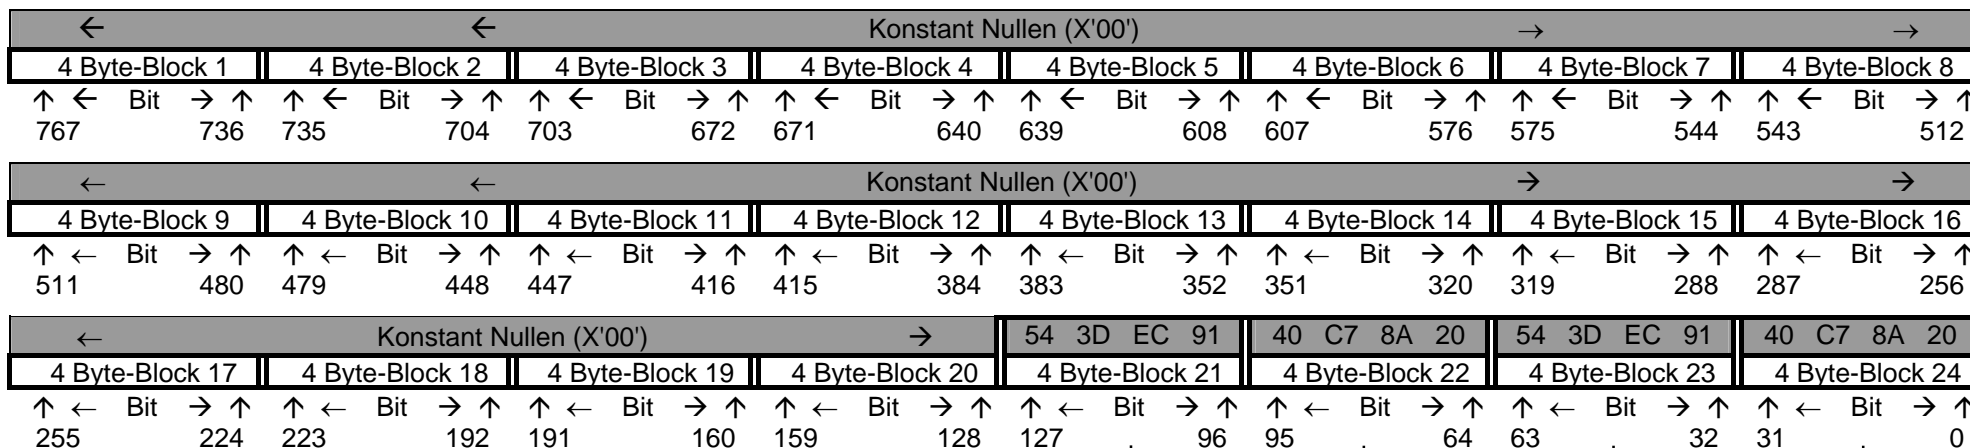 ← ← Konstant Nullen (X'00') → →
4 Byte-Block 1 4 Byte-Block 2 4 Byte-Block 3 4 Byte-Block 4 4 Byte-Block 5 4 Byte-Block 6 4 Byte-Block 7 4 Byte-Block 8
↑ ← Bit → ↑ ↑ ← Bit → ↑ ↑ ← Bit → ↑ ↑ ← Bit → ↑ ↑ ← Bit → ↑ ↑ ← Bit → ↑ ↑ ← Bit → ↑ ↑ ← Bit → ↑
767 736 735 704 703 672 671 640 639 608 607 576 575 544 543 512
← ← Konstant Nullen (X'00') → →
4 Byte-Block 9 4 Byte-Block 10 4 Byte-Block 11 4 Byte-Block 12 4 Byte-Block 13 4 Byte-Block 14 4 Byte-Block 15 4 Byte-Block 16
↑ ← Bit → ↑ ↑ ← Bit → ↑ ↑ ← Bit → ↑ ↑ ← Bit → ↑ ↑ ← Bit → ↑ ↑ ← Bit → ↑ ↑ ← Bit → ↑ ↑ ← Bit → ↑
511 480 479 448 447 416 415 384 383 352 351 320 319 288 287 256
← Konstant Nullen (X'00') → 54 3D EC 91 40 C7 8A 20 54 3D EC 91 40 C7 8A 20
4 Byte-Block 17 4 Byte-Block 18 4 Byte-Block 19 4 Byte-Block 20 4 Byte-Block 21 4 Byte-Block 22 4 Byte-Block 23 4 Byte-Block 24
↑ ← Bit → ↑ ↑ ← Bit → ↑ ↑ ← Bit → ↑ ↑ ← Bit → ↑ ↑ ← Bit → ↑ ↑ ← Bit → ↑ ↑ ← Bit → ↑ ↑ ← Bit → ↑
255 224 223 192 191 160 159 128 127 . 96 95 . 64 63 . 32 31 . 0